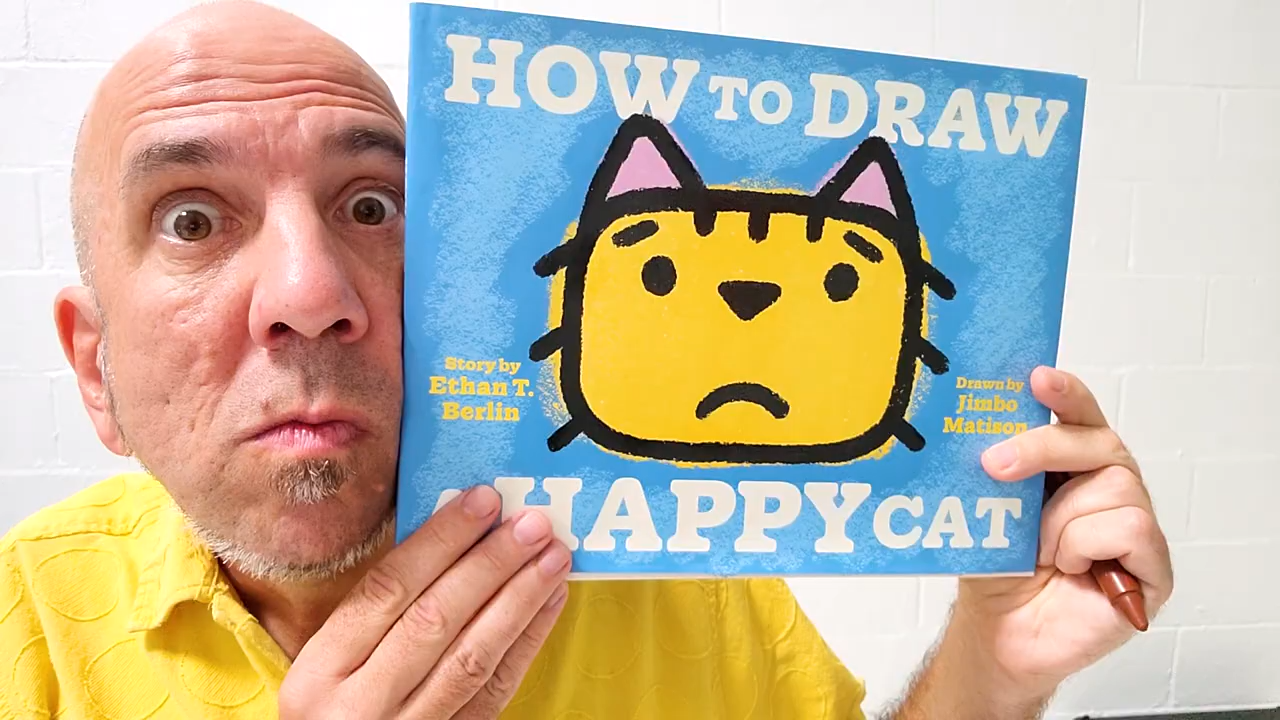 HOW TO DRAW
Story by
Ethan T.
Berlin
Drawn by
Jimbo
Matison
HAPPY CAT